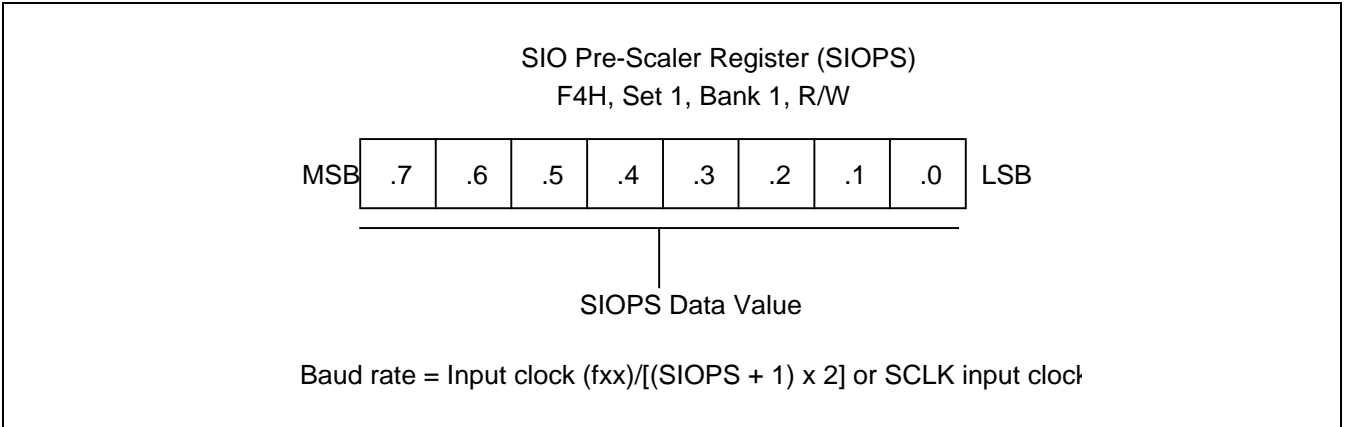 SIO Pre-Scaler Register (SIOPS)
F4H, Set 1, Bank 1, R/W
MSB .7 .6 .5 .4 .3 .2 .1 .0 LSB
SIOPS Data Value
Baud rate = Input clock (fxx)/[(SIOPS + 1) x 2] or SCLK input clock